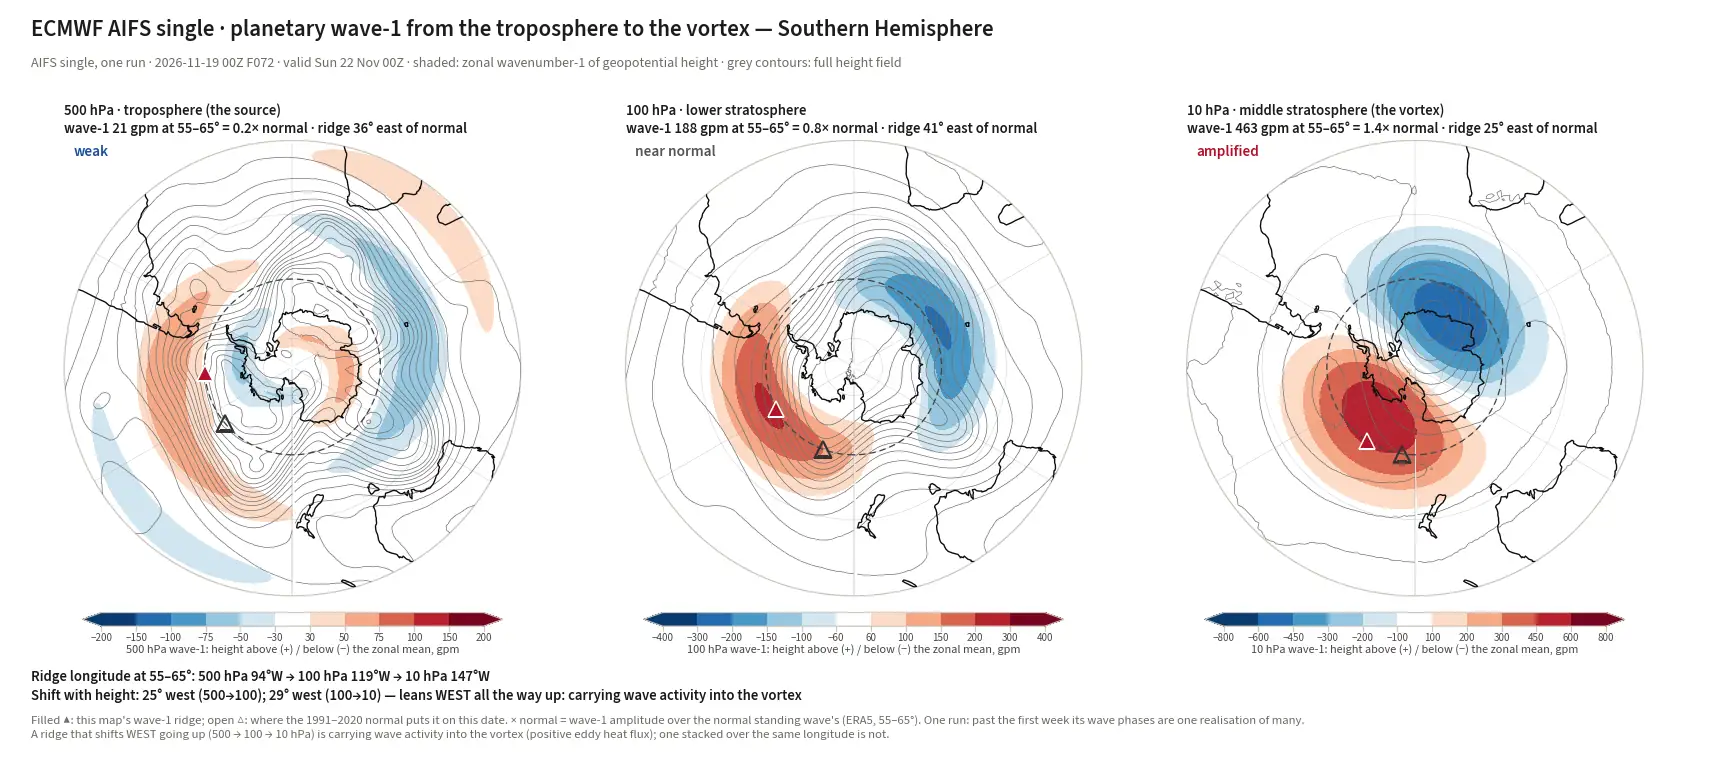 ECMWF AIFS single · planetary wave-1 from the troposphere to the vortex — Southern Hemisphere
AIFS single, one run · 2026-11-19 00Z F072 · valid Sun 22 Nov 00Z · shaded: zonal wavenumber-1 of geopotential height · grey contours: full height field
500 hPa · troposphere (the source)
wave-1 21 gpm at 55–65° = 0.2× normal · ridge 36° east of normal
weak
100 hPa · lower stratosphere
wave-1 188 gpm at 55–65° = 0.8× normal · ridge 41° east of normal
near normal
10 hPa · middle stratosphere (the vortex)
wave-1 463 gpm at 55–65° = 1.4× normal · ridge 25° east of normal
amplified
−200 −150 −100 −75 −50 −30 30 50 75 100 150 200
500 hPa wave-1: height above (+) / below (−) the zonal mean, gpm
−400 −300 −200 −150 −100 −60 60 100 150 200 300 400
100 hPa wave-1: height above (+) / below (−) the zonal mean, gpm
−800 −600 −450 −300 −200 −100 100 200 300 450 600 800
10 hPa wave-1: height above (+) / below (−) the zonal mean, gpm
Ridge longitude at 55–65°: 500 hPa 94°W → 100 hPa 119°W → 10 hPa 147°W
Shift with height: 25° west (500→100); 29° west (100→10) — leans WEST all the way up: carrying wave activity into the vortex
Filled ▲: this map's wave-1 ridge; open △: where the 1991–2020 normal puts it on this date. × normal = wave-1 amplitude over the normal standing wave's (ERA5, 55–65°). One run: past the first week its wave phases are one realisation of many.
A ridge that shifts WEST going up (500 → 100 → 10 hPa) is carrying wave activity into the vortex (positive eddy heat flux); one stacked over the same longitude is not.